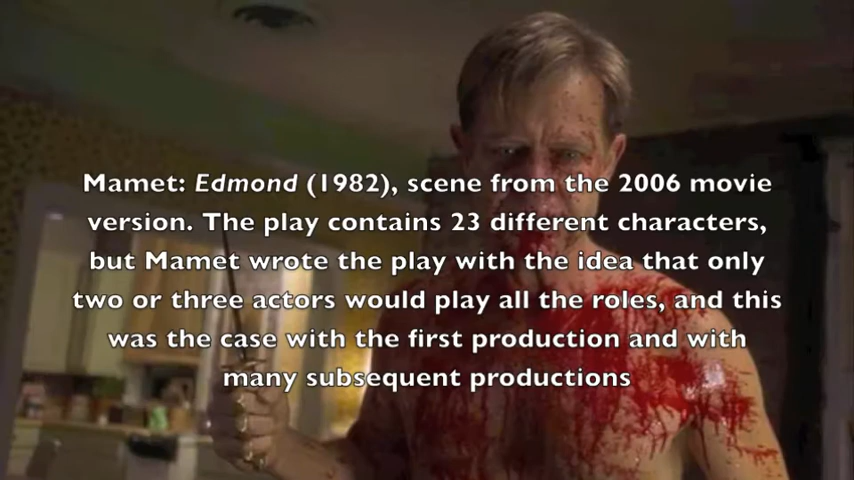 Mamet: Edmond (1982), scene from the 2006 movie
version. The play contains 23 different characters,
but Mamet wrote the play with the idea that only
two or three actors would play all the roles, and this
was the case with the first production and with
many subsequent productions